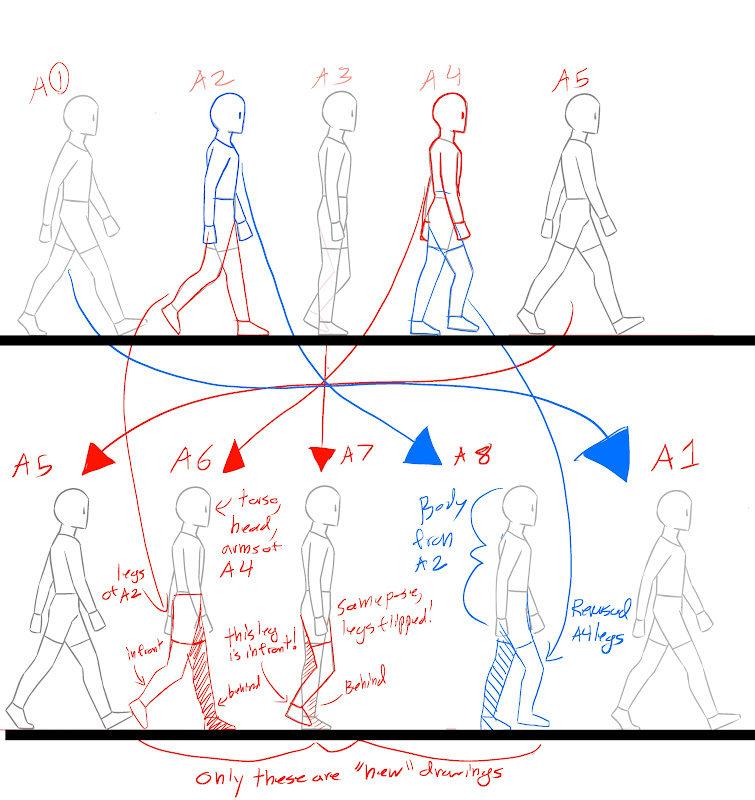 A1
A2
A3
A4
A5
A5
A6
A7
A8
A1
torso,
head,
arms of
A4
legs
of A2
infront
behind
this leg
is infront!
same pose,
legs flipped!
Behind
Body
from
A2
Reused
A4 legs
only these are "new" drawings